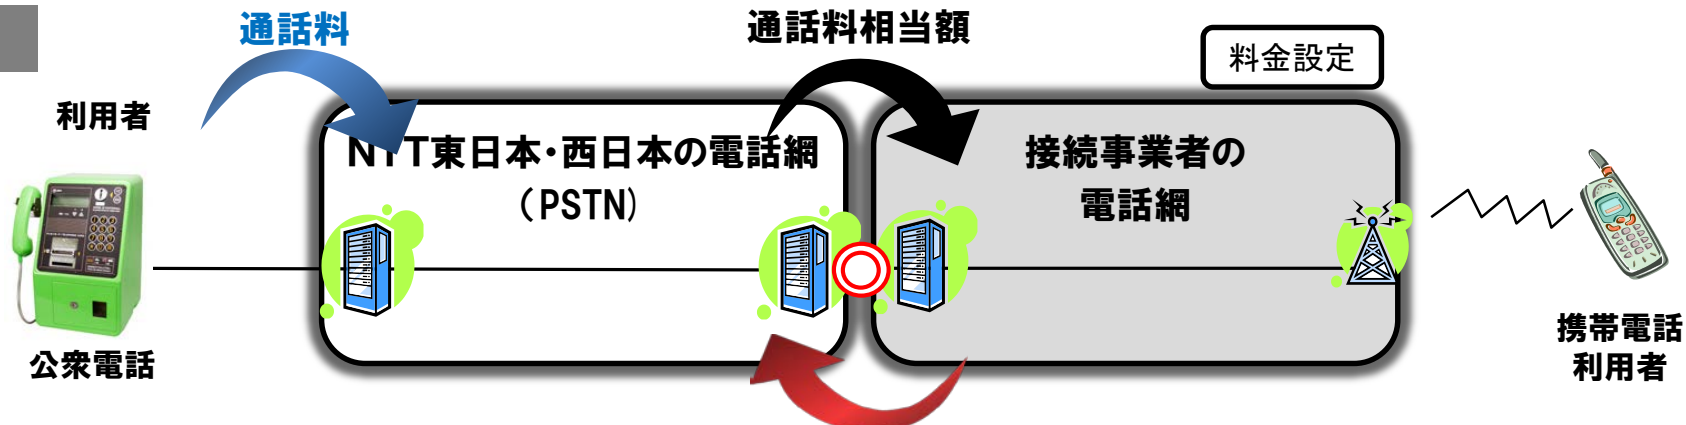 通話料
通話料相当額
料金設定
利用者
NTT東日本・西日本の電話網
（PSTN)
接続事業者の
電話網
公衆電話
携帯電話
利用者